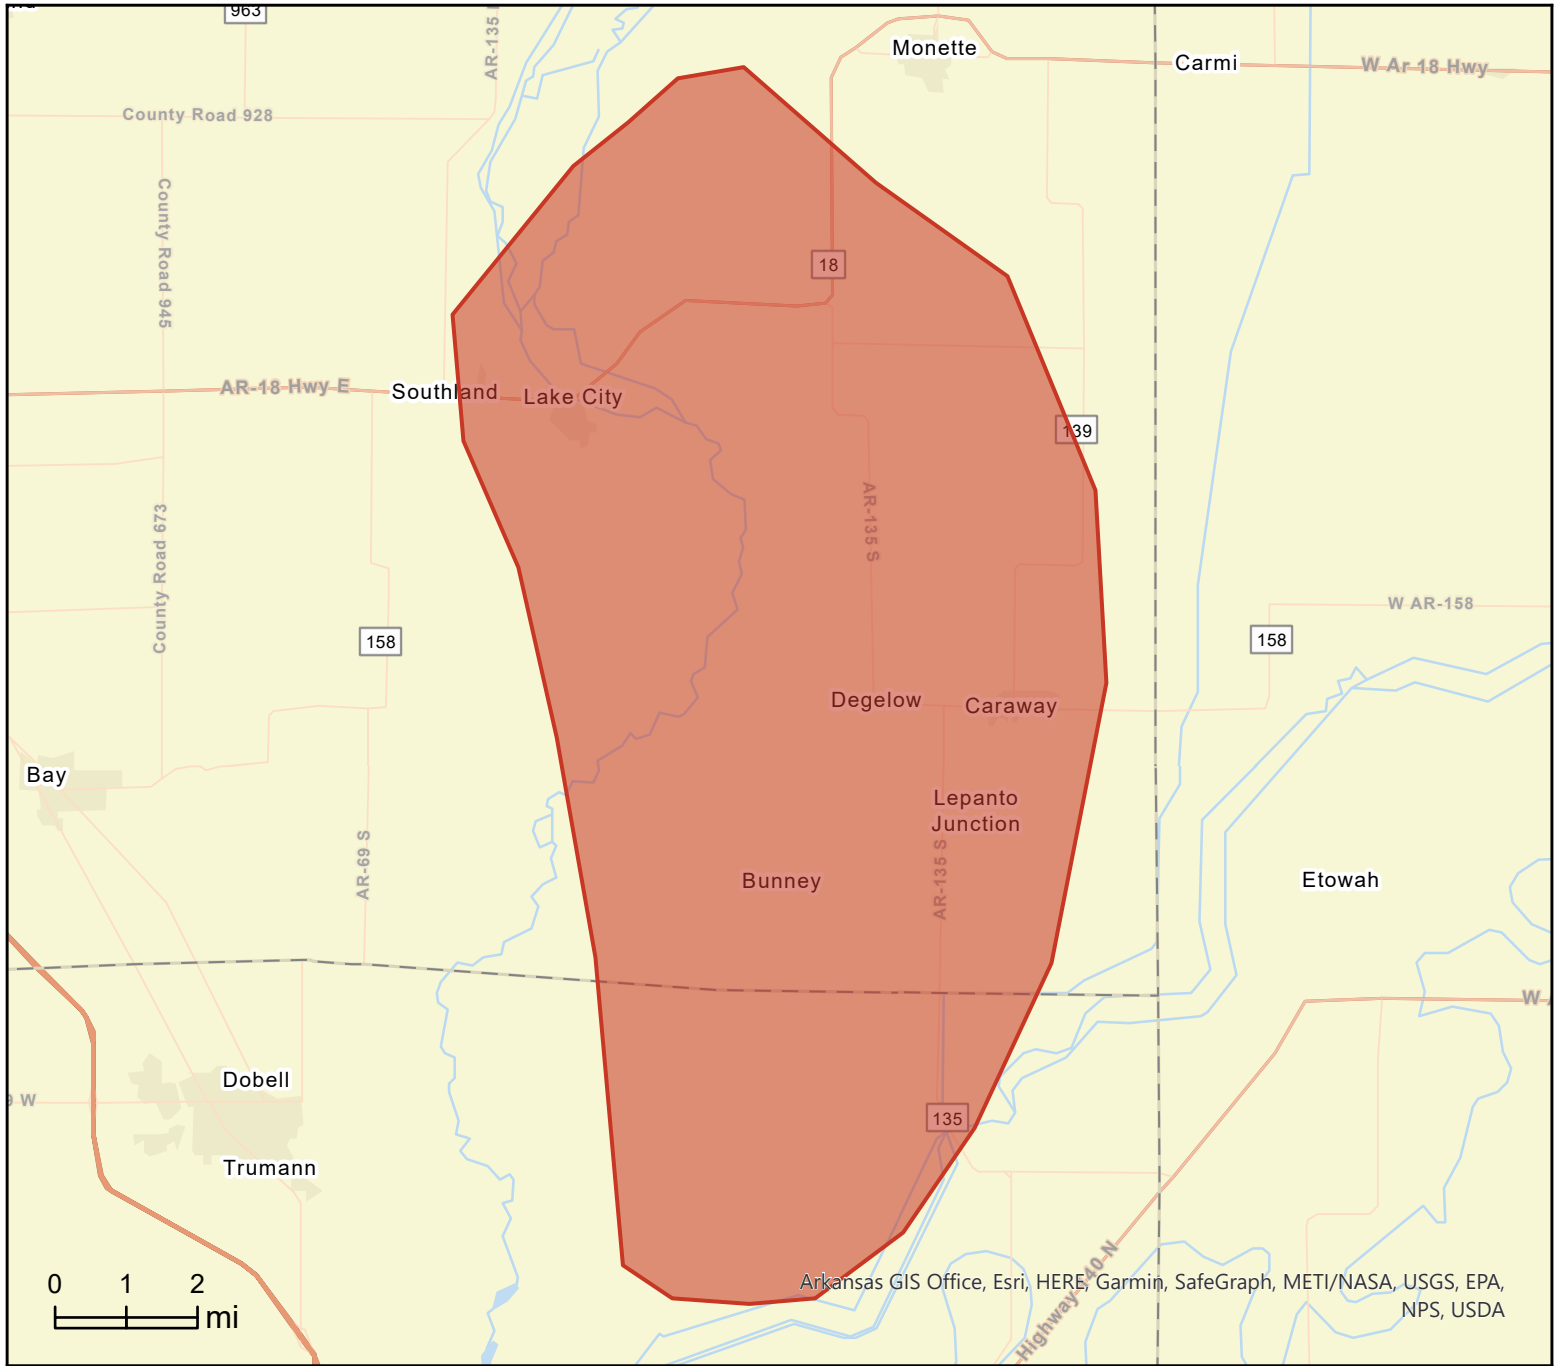 963
AR-135
Monette
Carmi
W Ar 18 Hwy
County Road 928
County Road 945
18
AR-18 Hwy E
Southland
Lake City
139
AR-135 S
County Road 673
158
W AR-158
158
Degelow
Caraway
Bay
Lepanto
Junction
AR-69 S
AR-135 S
Bunney
Etowah
W
Dobell
9 W
135
Trumann
Highway 140 N
0 1 2
mi
Arkansas GIS Office, Esri, HERE, Garmin, SafeGraph, METI/NASA, USGS, EPA,
NPS, USDA